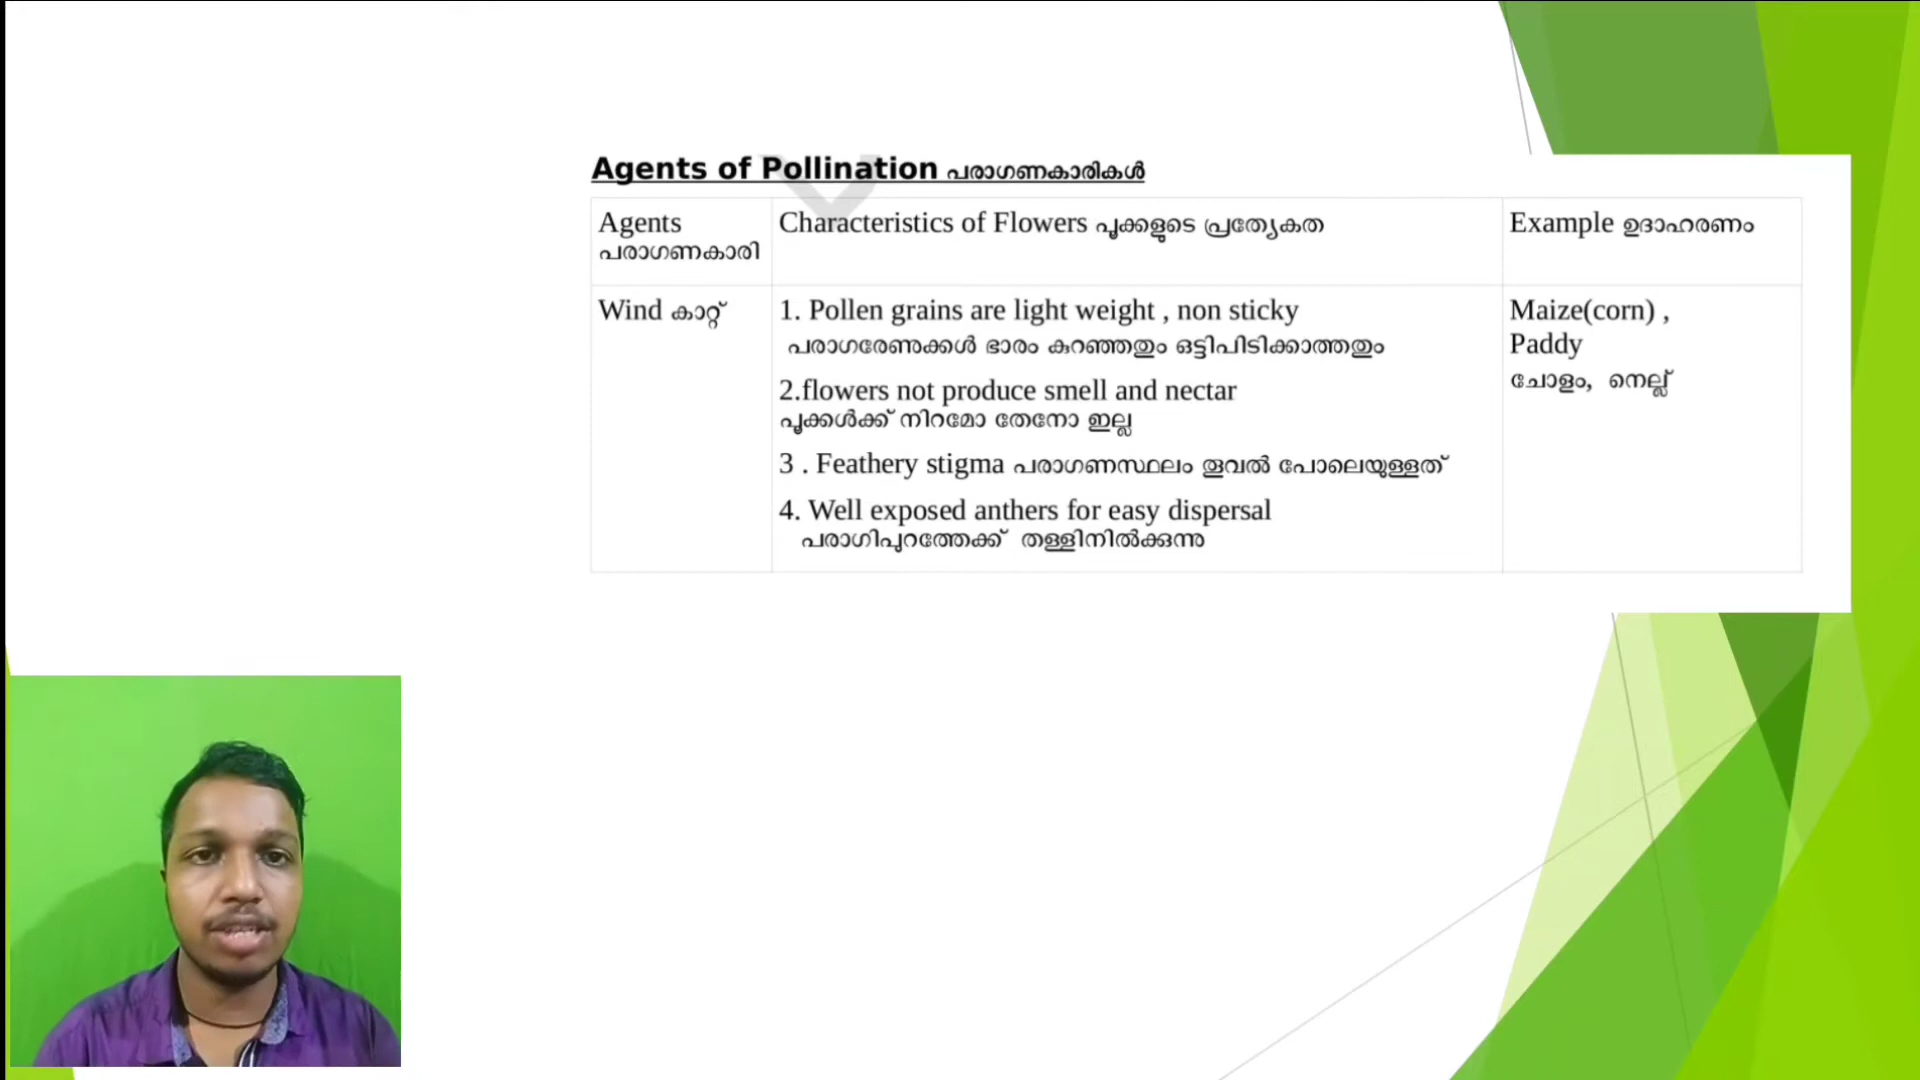 Agents of Pollination പരാഗണകാരികൾ
Agents
പരാഗണകാരി
Characteristics of Flowers പൂക്കളുടെ പ്രത്യേകത
Example ഉദാഹരണം
Wind കാറ്റ്
1. Pollen grains are light weight , non sticky
പരാഗരേണുക്കൾ ഭാരം കുറഞ്ഞതും ഒട്ടിപിടിക്കാത്തതും
2.flowers not produce smell and nectar
പൂക്കൾക്ക് നിറമോ തേനോ ഇല്ല
3 . Feathery stigma പരാഗണസ്ഥലം തൂവൽ പോലെയുള്ളത്
4. Well exposed anthers for easy dispersal
പരാഗിപുറത്തേക്ക് തള്ളിനിൽക്കുന്നു
Maize(corn) ,
Paddy
ചോളം, നെല്ല്